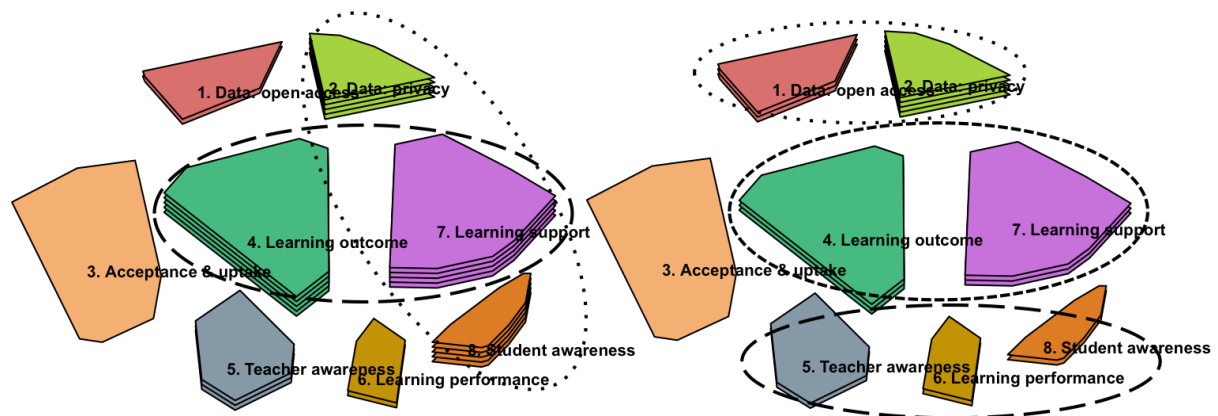 1. Data: open access
2. Data: privacy
3. Acceptance & uptake
4. Learning outcome
7. Learning support
5. Teacher awareness
6. Learning performance
8. Student awareness
1. Data: open access
2. Data: privacy
3. Acceptance & uptake
4. Learning outcome
7. Learning support
5. Teacher awareness
6. Learning performance
8. Student awareness